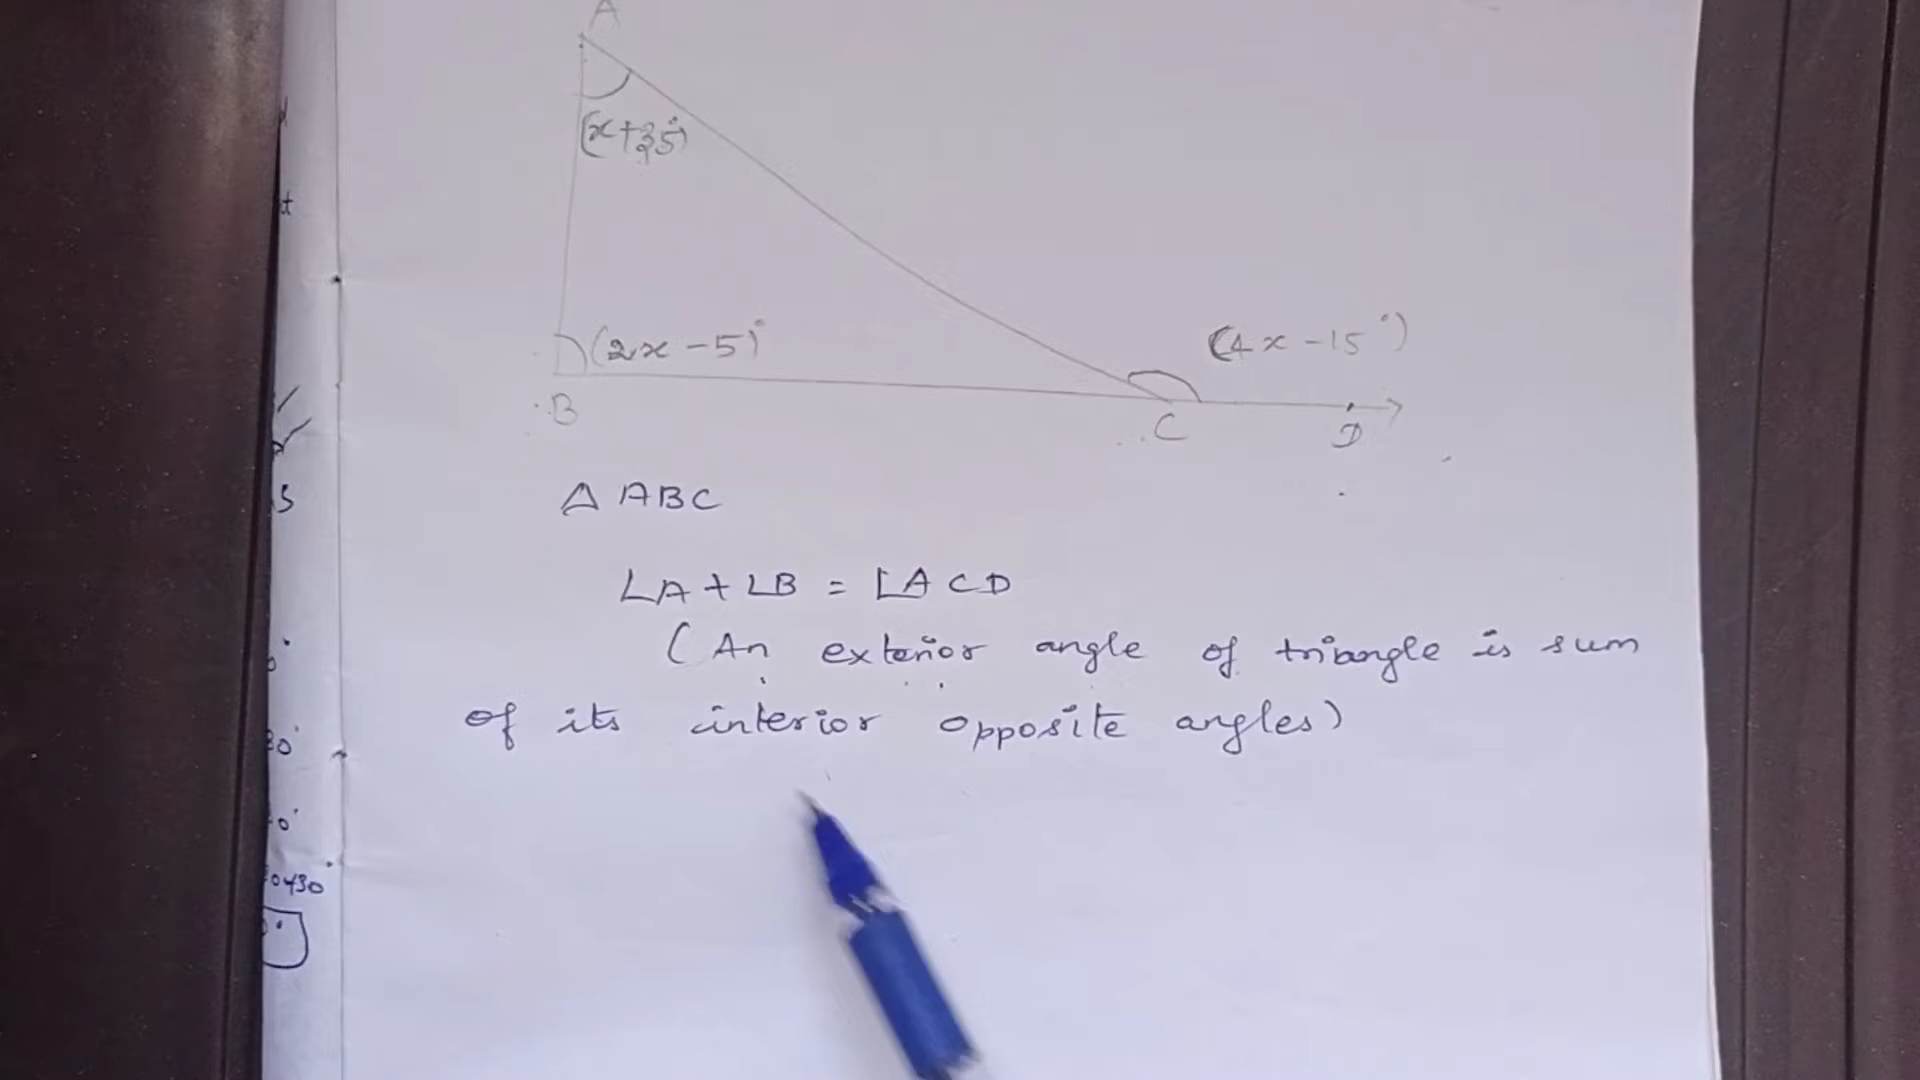 A
(x+35°)
(2x-5)°
(4x-15°)
B
C
D
Δ ABC
∠A+∠B = ∠ACD
(An exterior angle of triangle is sum
of its interior opposite angles)